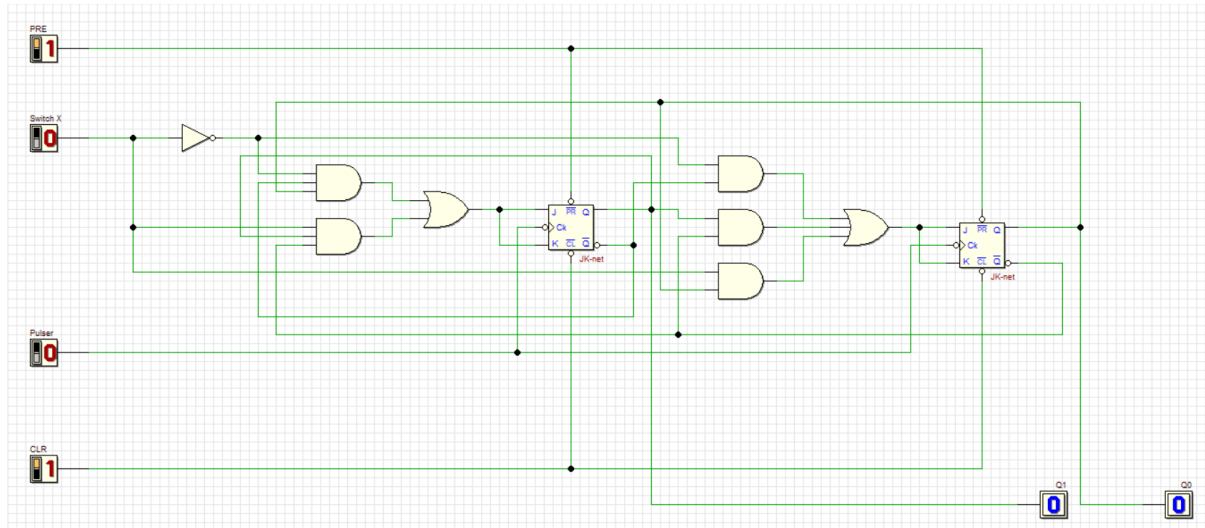 PRE
1
Switch X
0
J PR Q
Ck
K CL Q
JK-net
J PR Q
Ck
K CL Q
JK-net
Pulser
0
CLR
1
Q1
0
Q0
0